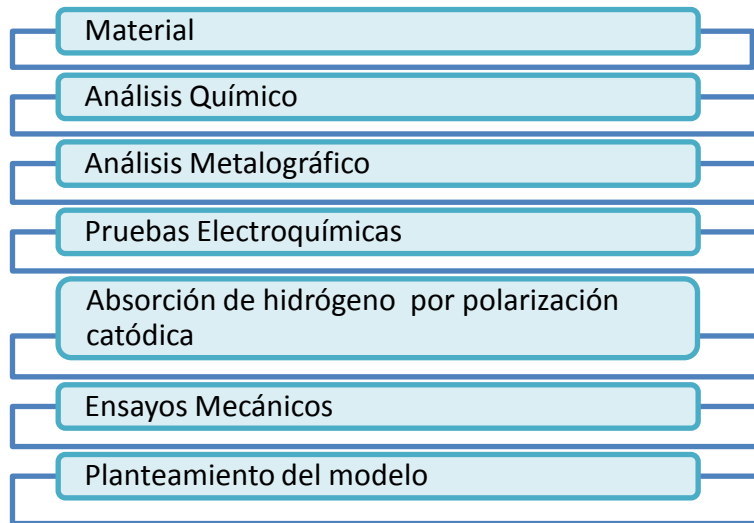 Material
Análisis Químico
Análisis Metalográfico
Pruebas Electroquímicas
Absorción de hidrógeno por polarización
catódica
Ensayos Mecánicos
Planteamiento del modelo